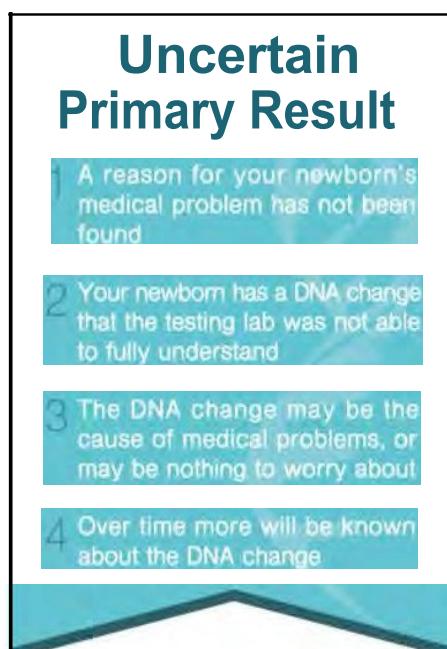 Uncertain
Primary Result
1 A reason for your newborn's
medical problem has not been
found
2 Your newborn has a DNA change
that the testing lab was not able
to fully understand
3 The DNA change may be the
cause of medical problems, or
may be nothing to worry about
4 Over time more will be known
about the DNA change